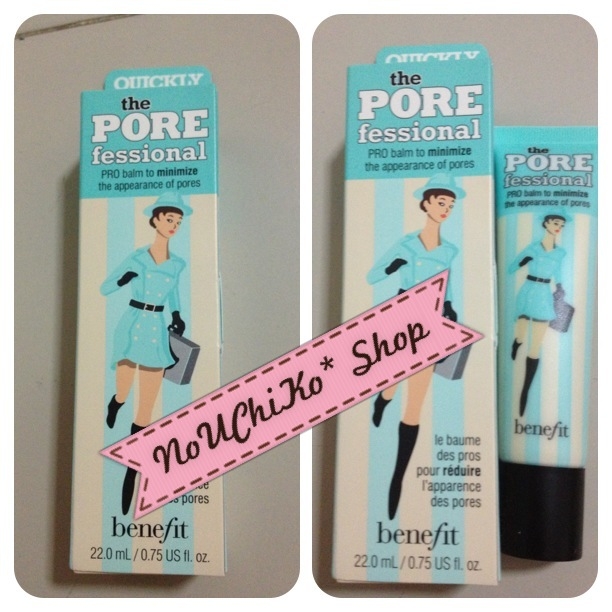 QUICKLY
the
PORE
fessional
PRO balm to minimize
the appearance of pores
pores
benefit
22.0 mL / 0.75 US fl. oz.
QUICKLY
the
PORE
fessional
PRO balm to minimize
the appearance of pores
le baume
des pros
pour réduire
l'apparence
des pores
benefit
22.0 mL / 0.75 US fl. oz.
the
PORE
fessional
PRO balm to minimize
the appearance of pores
benefit
NoUChiKo* Shop